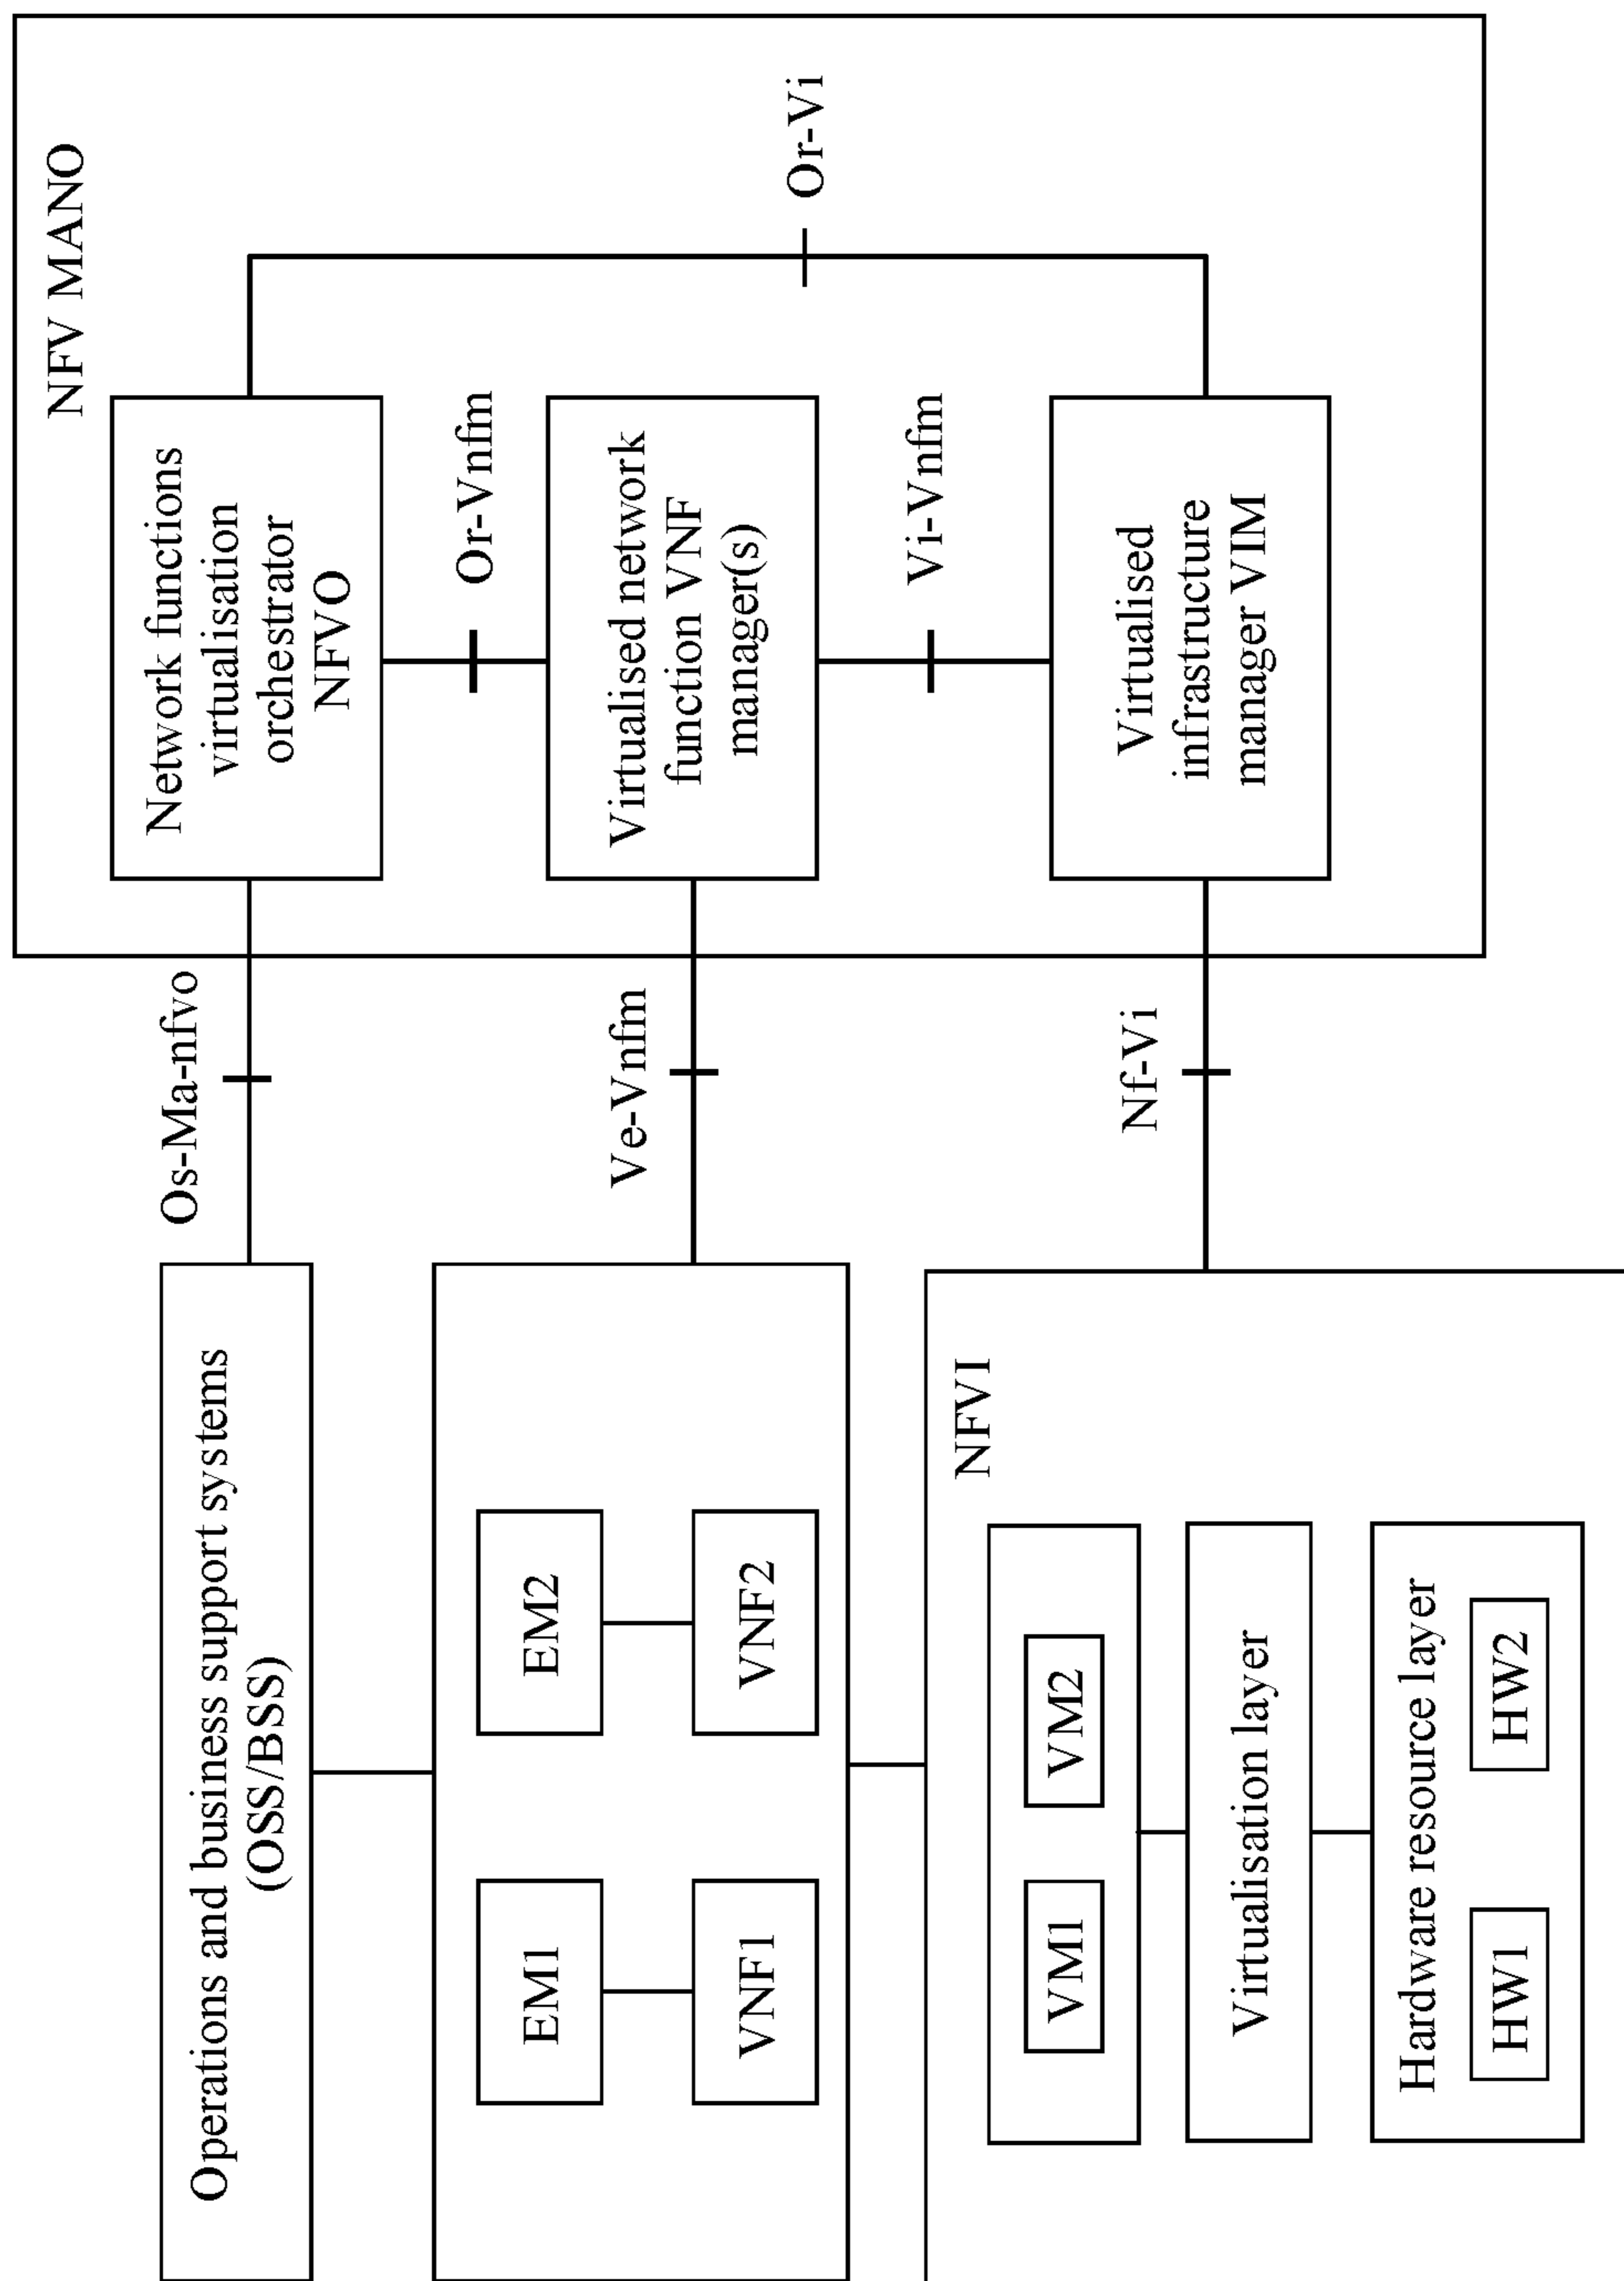 NFV MANO
Operations and business support systems
(OSS/BSS)
Os-Ma-nfvo
Network functions
virtualisation
orchestrator
NFVO
Or-Vnfm
EM1
EM2
VNF1
VNF2
Ve-Vnfm
Virtualised network
function VNF
manager(s)
Or-Vi
Vi-Vnfm
NFVI
VM1
VM2
Virtualisation layer
Hardware resource layer
HW1
HW2
Nf-Vi
Virtualised
infrastructure
manager VIM